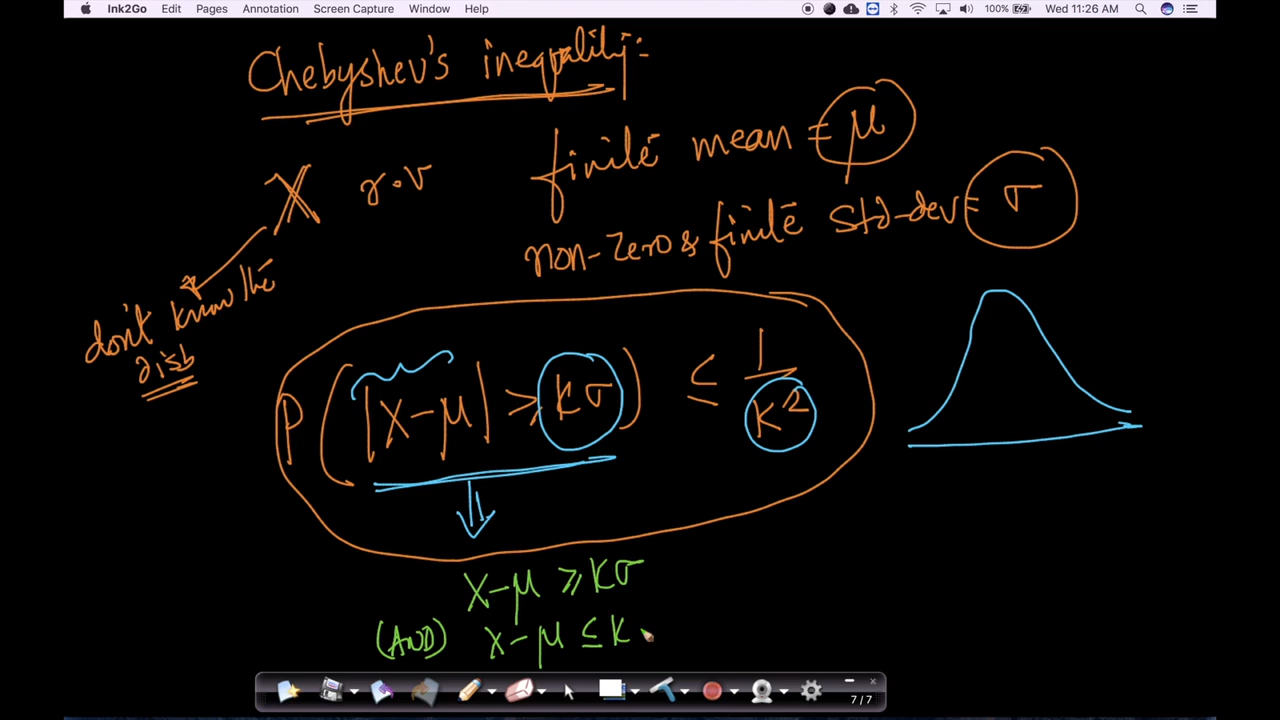 Ink2Go Edit Pages Annotation Screen Capture Window Help 100% Wed 11:26 AM
Chebyshev's inequality:
finite mean = μ
X r.v
non-zero & finite Std-dev = σ
don't know the
disb
P(|X-μ| ≥ kσ) ≤ 1/k²
X-μ ≥ kσ
(AND) X-μ ≤ k
7/7